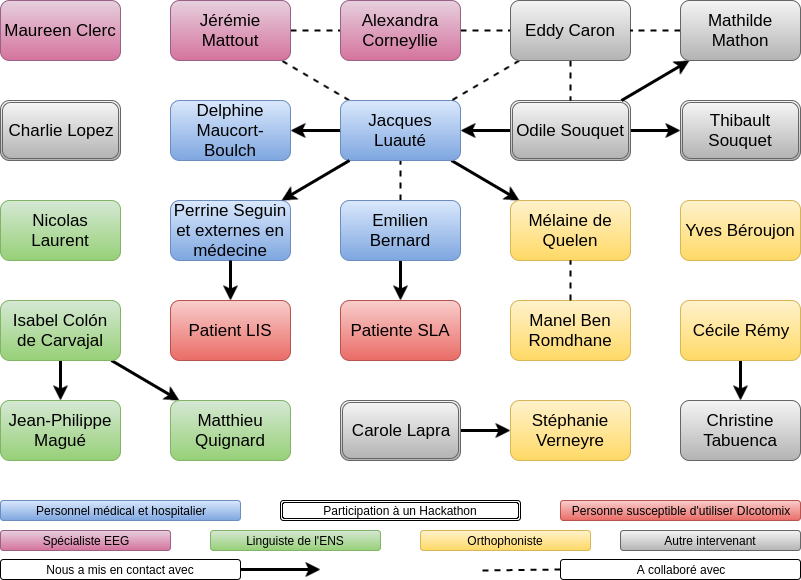 Maureen Clerc
Jérémie
Mattout
Alexandra
Corneyllie
Eddy Caron
Mathilde
Mathon
Charlie Lopez
Delphine
Maucort-
Boulch
Jacques
Luauté
Odile Souquet
Thibault
Souquet
Nicolas
Laurent
Perrine Seguin
et externes en
médecine
Emilien
Bernard
Mélaine de
Quelen
Yves Béroujon
Isabel Colón
de Carvajal
Patient LIS
Patiente SLA
Manel Ben
Romdhane
Cécile Rémy
Jean-Philippe
Magué
Matthieu
Quignard
Carole Lapra
Stéphanie
Verneyre
Christine
Tabuenca
Personnel médical et hospitalier
Participation à un Hackathon
Personne susceptible d'utiliser DIcotomix
Spécialiste EEG
Linguiste de l'ENS
Orthophoniste
Autre intervenant
Nous a mis en contact avec
A collaboré avec